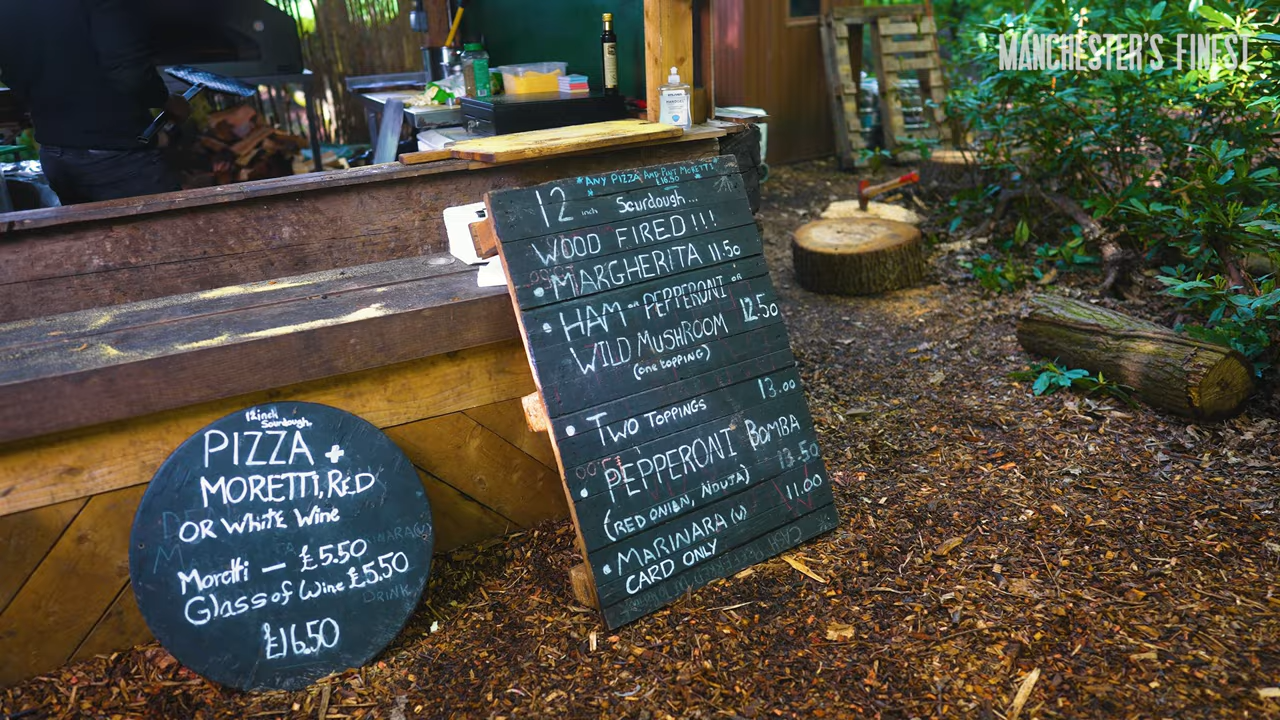 MANCHESTER'S FINEST
*ANY PIZZA AND PINT MORETTI*
£16.50
12 inch Sourdough...
WOOD FIRED!!!
• MARGHERITA 11.50
• HAM or PEPPERONI or
WILD MUSHROOM 12.50
(one topping)
• TWO TOPPINGS 13.00
• PEPPERONI BOMBA
(RED ONION, NDUJA) 13.50
• MARINARA (V) 11.00
CARD ONLY
12inch
Sourdough,
PIZZA +
MORETTI, RED
OR WHITE WINE
Moretti — £5.50
Glass of Wine £5.50
£16.50